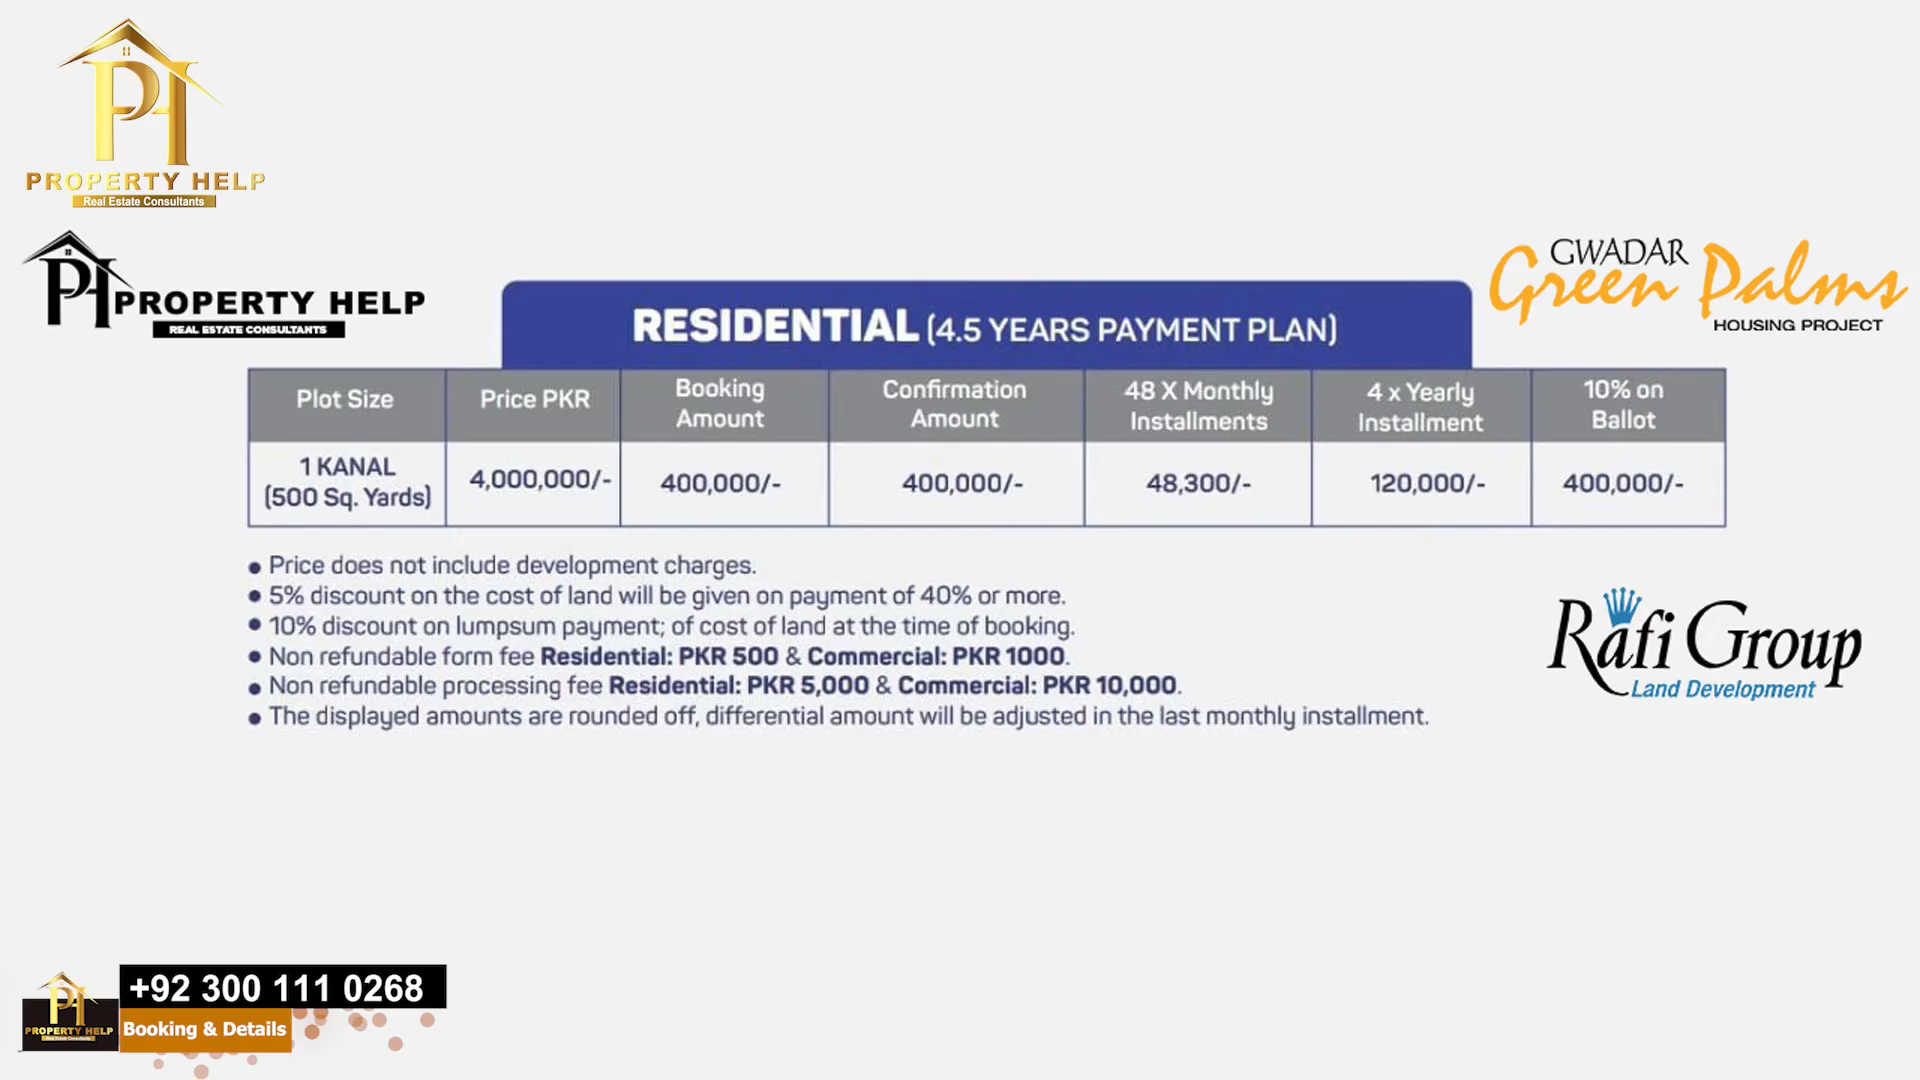 PH
PROPERTY HELP
Real Estate Consultants
PH PROPERTY HELP
REAL ESTATE CONSULTANTS
GWADAR
Green Palms
HOUSING PROJECT
RESIDENTIAL (4.5 YEARS PAYMENT PLAN)
Plot Size
Price PKR
Booking
Amount
Confirmation
Amount
48 X Monthly
Installments
4 x Yearly
Installment
10% on
Ballot
1 KANAL
(500 Sq. Yards)
4,000,000/-
400,000/-
400,000/-
48,300/-
120,000/-
400,000/-
• Price does not include development charges.
• 5% discount on the cost of land will be given on payment of 40% or more.
• 10% discount on lumpsum payment; of cost of land at the time of booking.
• Non refundable form fee Residential: PKR 500 & Commercial: PKR 1000.
• Non refundable processing fee Residential: PKR 5,000 & Commercial: PKR 10,000.
• The displayed amounts are rounded off, differential amount will be adjusted in the last monthly installment.
Rafi Group
Land Development
PH
PROPERTY HELP
Real Estate Consultants
+92 300 111 0268
Booking & Details